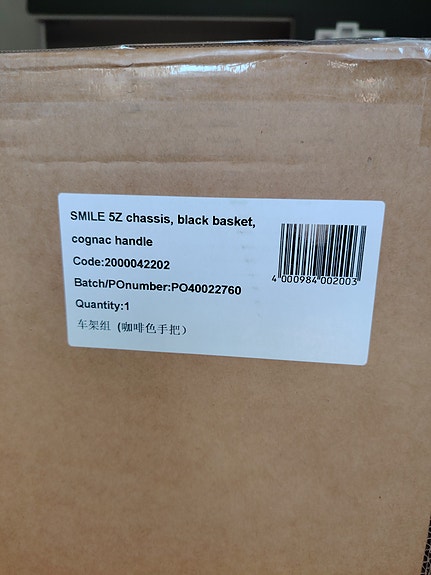 SMILE 5Z chassis, black basket,
cognac handle
Code:2000042202
Batch/POnumber:PO40022760
Quantity:1
车架组（咖啡色手把）
4 000984 002003